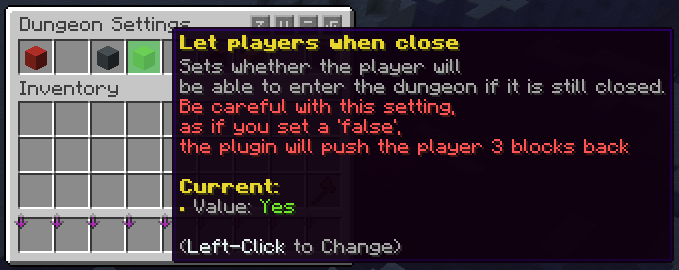 Dungeon Settings
Let players when close
Sets whether the player will
be able to enter the dungeon if it is still closed.
Be careful with this setting,
as if you set a 'false',
the plugin will push the player 3 blocks back
Inventory
Current:
• Value: Yes
(Left-Click to Change)